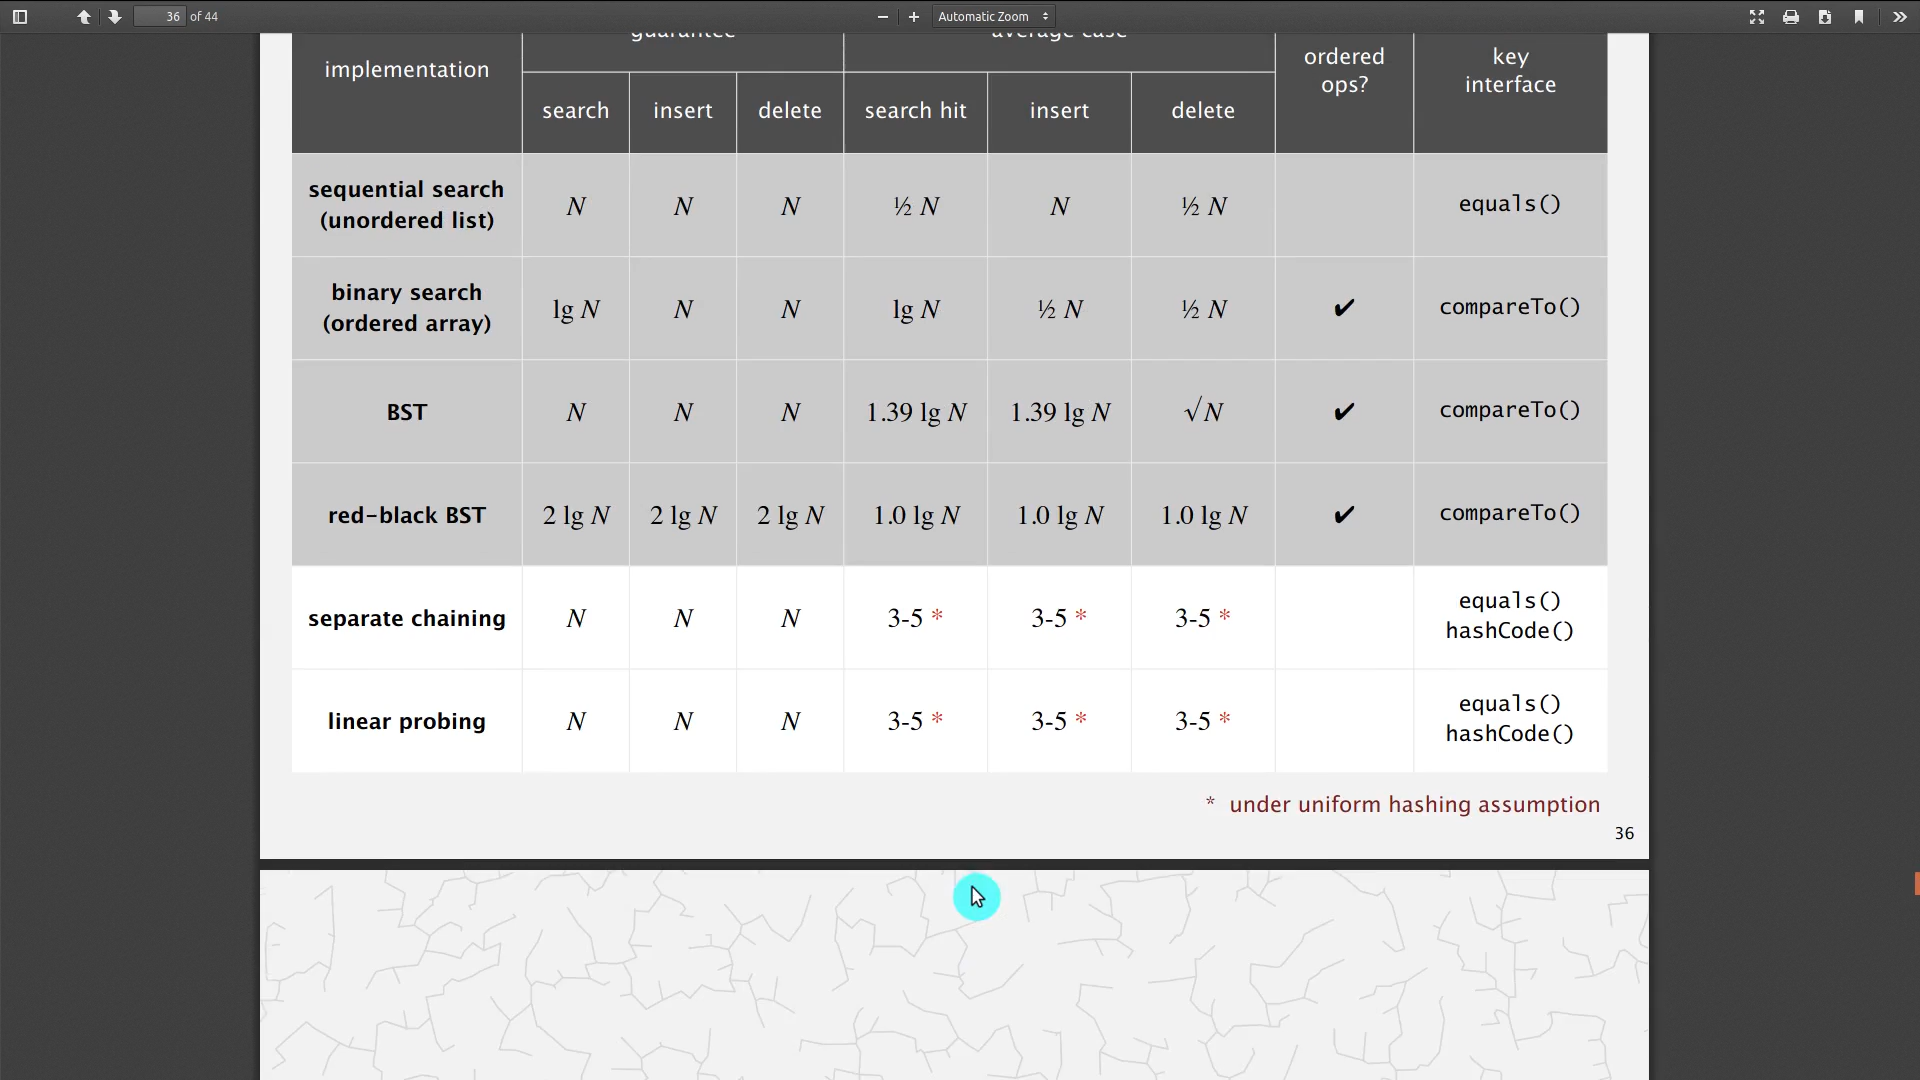 36 of 44 Automatic Zoom
guarantee average case
implementation ordered ops? key interface
search insert delete search hit insert delete
sequential search (unordered list) N N N ½ N N ½ N equals()
binary search (ordered array) lg N N N lg N ½ N ½ N ✔ compareTo()
BST N N N 1.39 lg N 1.39 lg N √N ✔ compareTo()
red-black BST 2 lg N 2 lg N 2 lg N 1.0 lg N 1.0 lg N 1.0 lg N ✔ compareTo()
separate chaining N N N 3-5 * 3-5 * 3-5 * equals() hashCode()
linear probing N N N 3-5 * 3-5 * 3-5 * equals() hashCode()
* under uniform hashing assumption
36